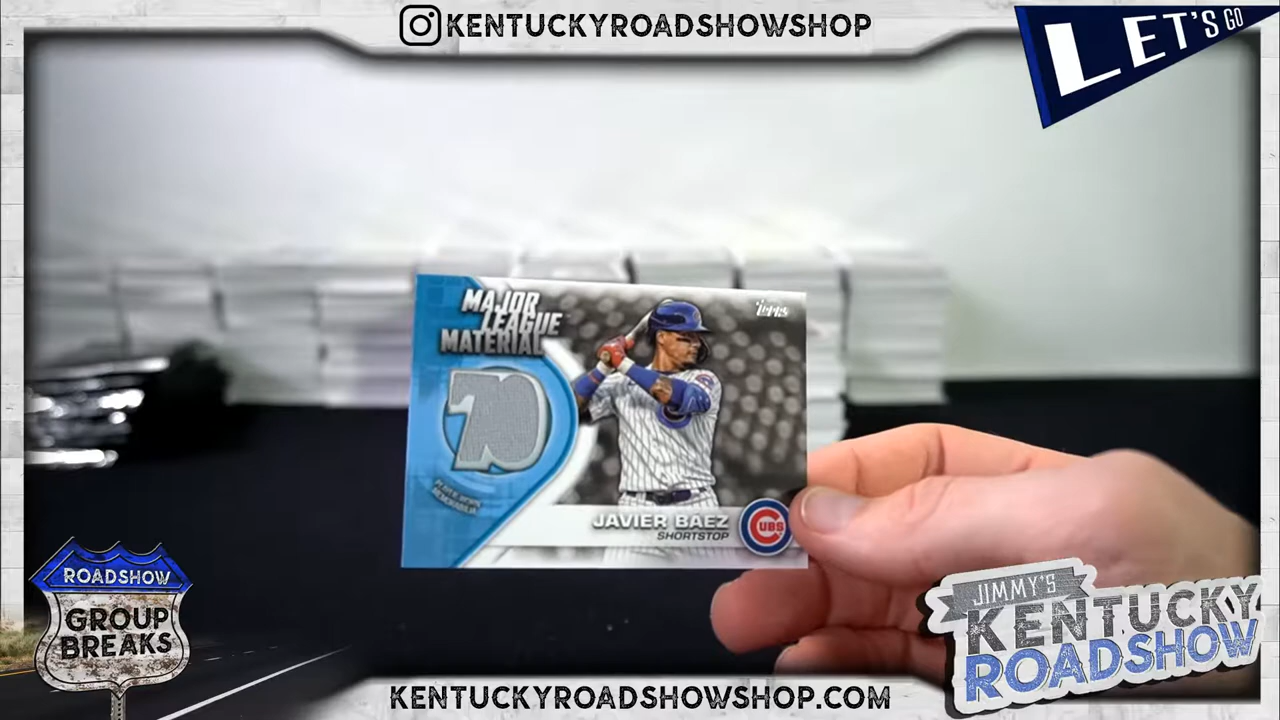 KENTUCKYROADSHOWSHOP
LET'S GO
MAJOR
LEAGUE
MATERIAL
Topps
70
JAVIER BAEZ
SHORTSTOP
CUBS
ROADSHOW
GROUP
BREAKS
JIMMY'S
KENTUCKY
ROADSHOW
KENTUCKYROADSHOWSHOP.COM